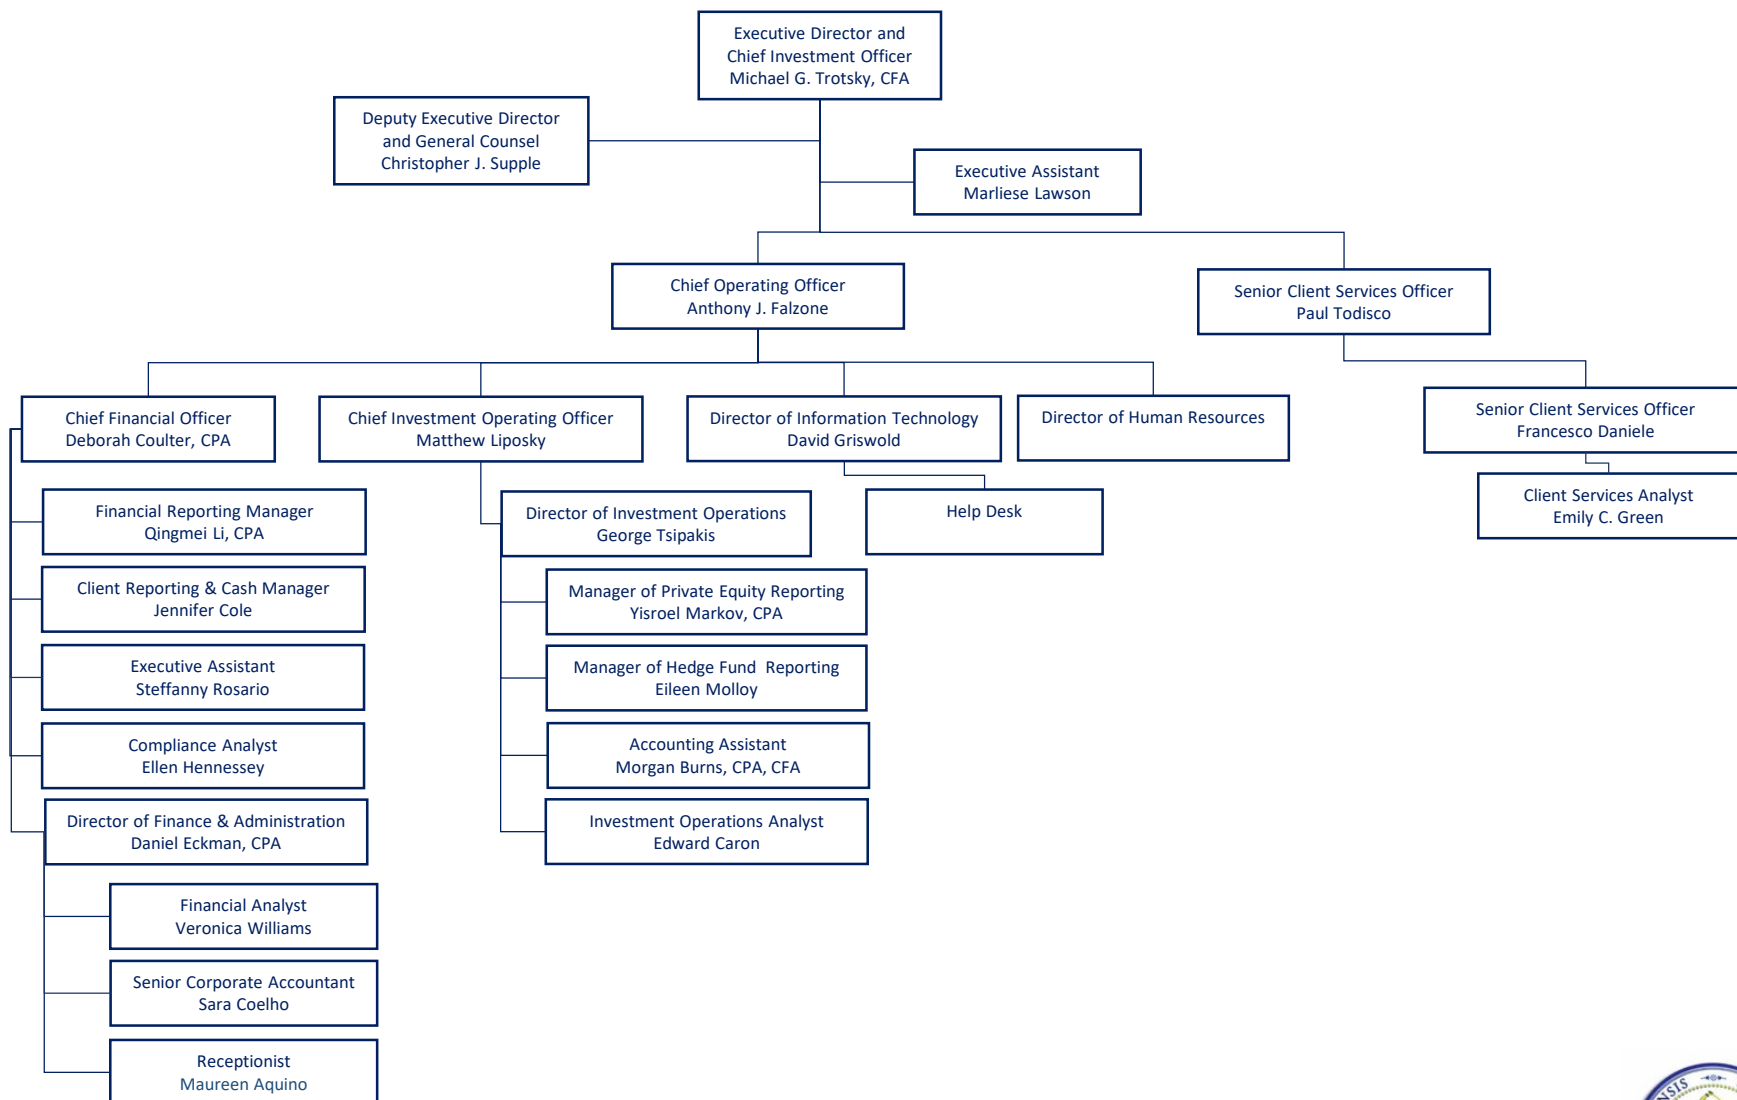 Executive Director and
Chief Investment Officer
Michael G. Trotsky, CFA
Deputy Executive Director
and General Counsel
Christopher J. Supple
Executive Assistant
Marliese Lawson
Chief Operating Officer
Anthony J. Falzone
Senior Client Services Officer
Paul Todisco
Chief Financial Officer
Deborah Coulter, CPA
Chief Investment Operating Officer
Matthew Liposky
Director of Information Technology
David Griswold
Director of Human Resources
Senior Client Services Officer
Francesco Daniele
Financial Reporting Manager
Qingmei Li, CPA
Director of Investment Operations
George Tsipakis
Help Desk
Client Services Analyst
Emily C. Green
Client Reporting & Cash Manager
Jennifer Cole
Manager of Private Equity Reporting
Yisroel Markov, CPA
Executive Assistant
Steffanny Rosario
Manager of Hedge Fund Reporting
Eileen Molloy
Compliance Analyst
Ellen Hennessey
Accounting Assistant
Morgan Burns, CPA, CFA
Director of Finance & Administration
Daniel Eckman, CPA
Investment Operations Analyst
Edward Caron
Financial Analyst
Veronica Williams
Senior Corporate Accountant
Sara Coelho
Receptionist
Maureen Aquino